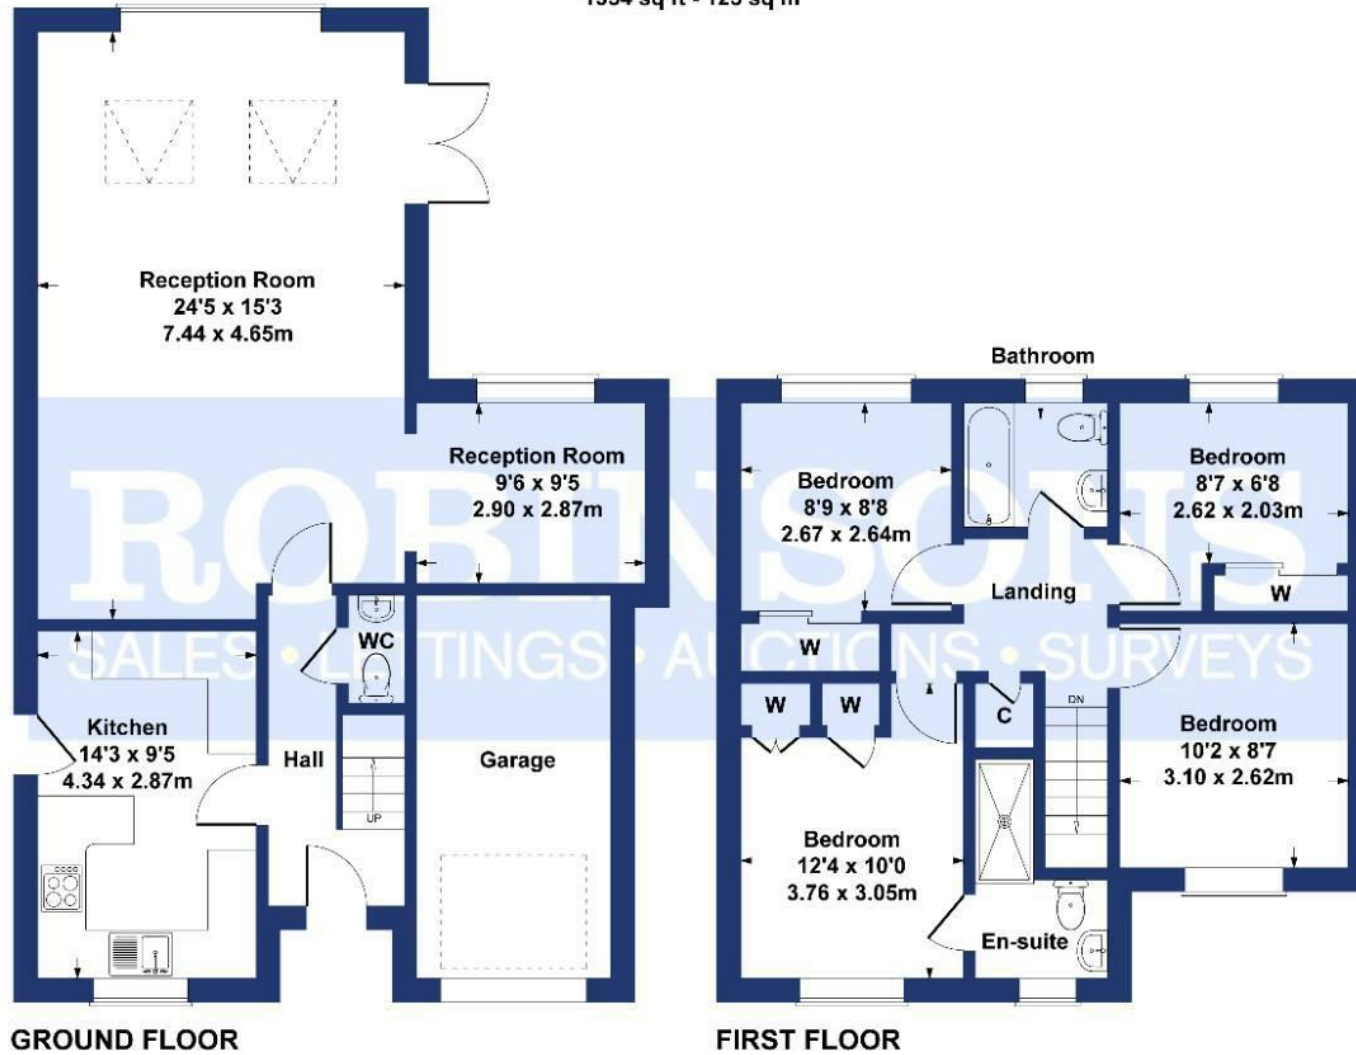 Reception Room
24'5 x 15'3
7.44 x 4.65m
Reception Room
9'6 x 9'5
2.90 x 2.87m
WC
Kitchen
14'3 x 9'5
4.34 x 2.87m
Hall
UP
Garage
GROUND FLOOR
Bathroom
Bedroom
8'9 x 8'8
2.67 x 2.64m
Bedroom
8'7 x 6'8
2.62 x 2.03m
Landing
W
W
W
W
C
DN
Bedroom
10'2 x 8'7
3.10 x 2.62m
Bedroom
12'4 x 10'0
3.76 x 3.05m
En-suite
FIRST FLOOR
ROBINSONS
SALES • LETTINGS • AUCTIONS • SURVEYS